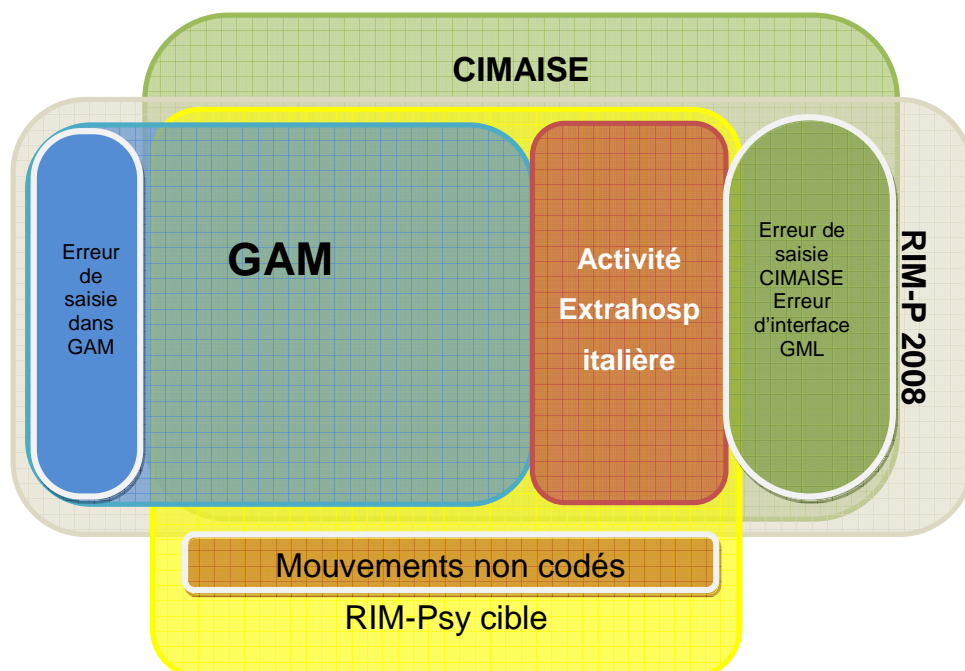 CIMAISE
Erreur
de
saisie
dans
GAM
GAM
Activité
Extrahosp
italière
Erreur de
saisie
CIMAISE
Erreur
d'interface
GML
RIM-P 2008
Mouvements non codés
RIM-Psy cible